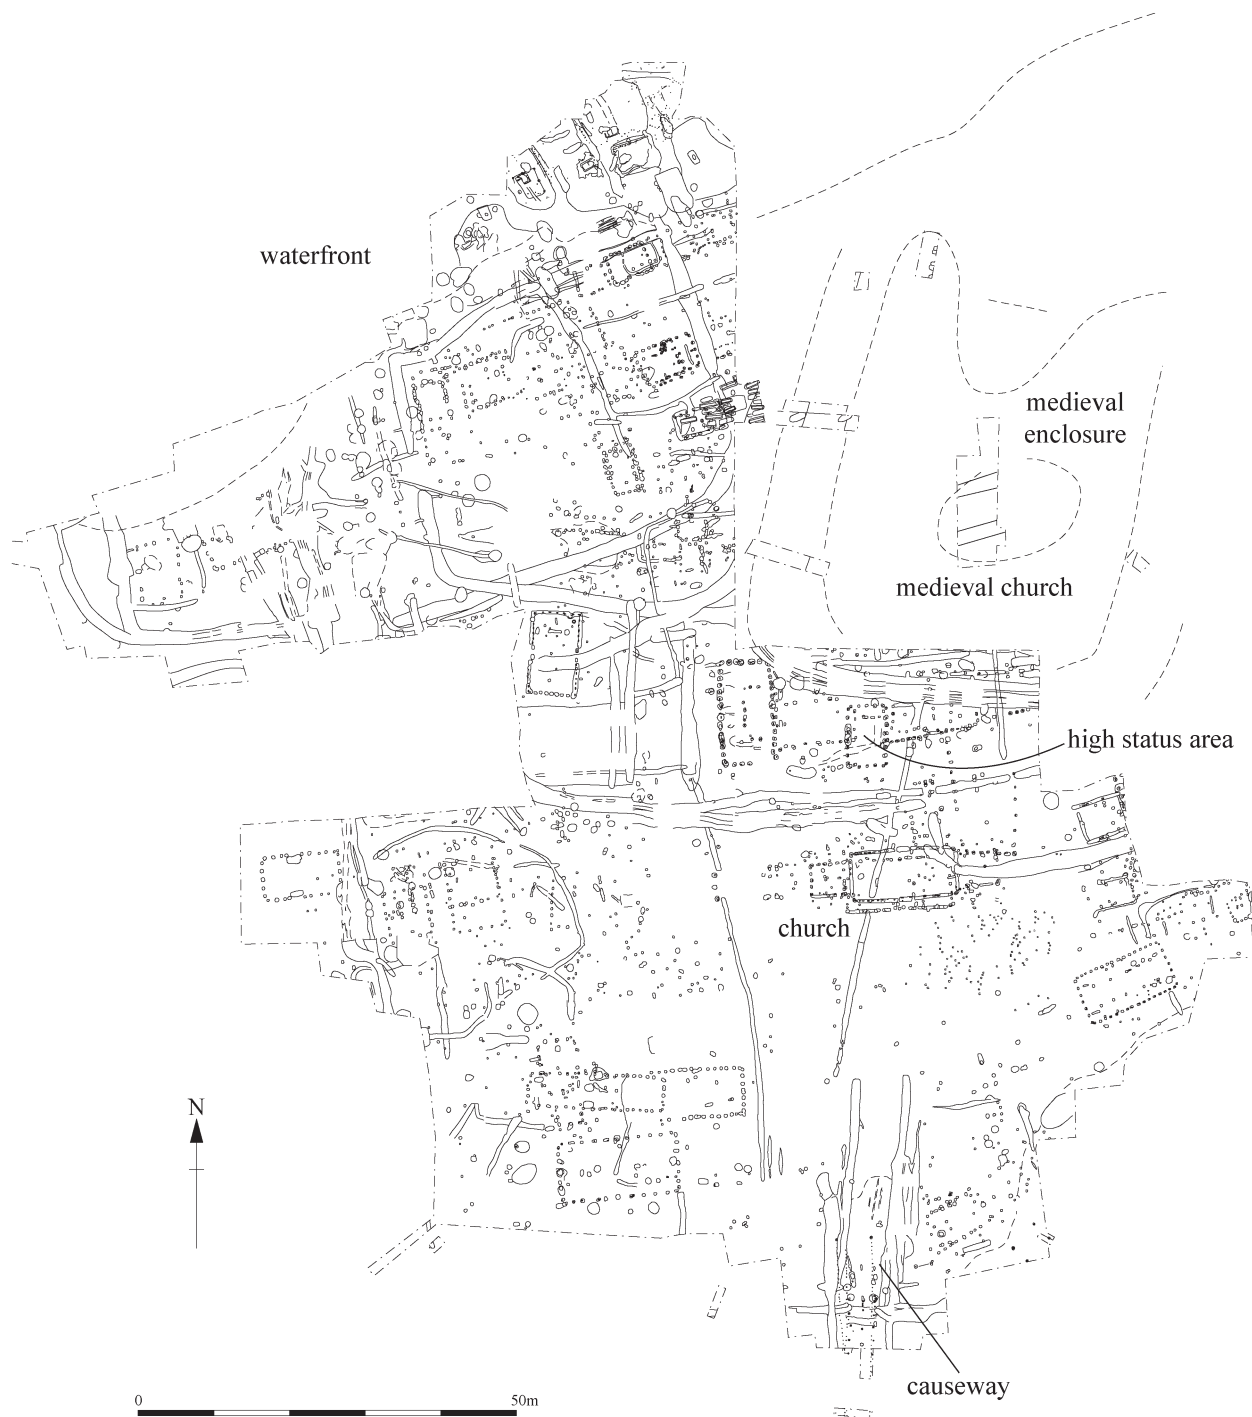 waterfront
medieval
enclosure
medieval church
high status area
church
N
causeway
0
50m